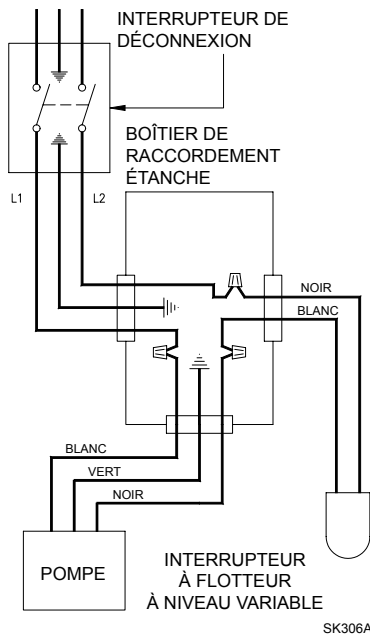 INTERRUPTEUR DE
DÉCONNEXION
BOÎTIER DE
RACCORDEMENT
ÉTANCHE
L1
L2
NOIR
BLANC
BLANC
VERT
NOIR
POMPE
INTERRUPTEUR
À FLOTTEUR
À NIVEAU VARIABLE
SK306A